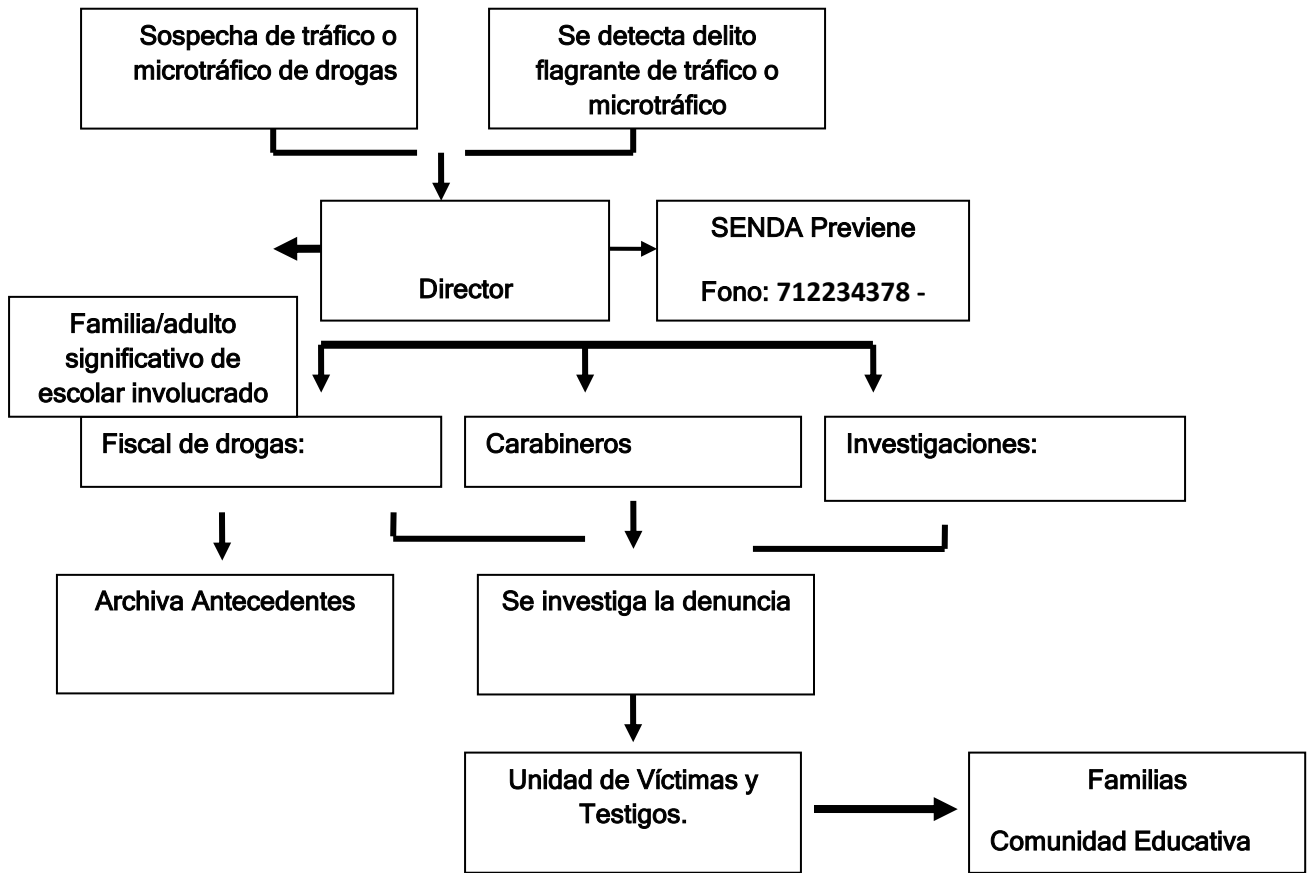 Sospecha de tráfico o
microtráfico de drogas
Se detecta delito
flagrante de tráfico o
microtráfico
Director
SENDA Previene
Fono: 712234378 -
Familia/adulto
significativo de
escolar involucrado
Fiscal de drogas:
Carabineros
Investigaciones:
Archiva Antecedentes
Se investiga la denuncia
Unidad de Víctimas y
Testigos.
Familias
Comunidad Educativa